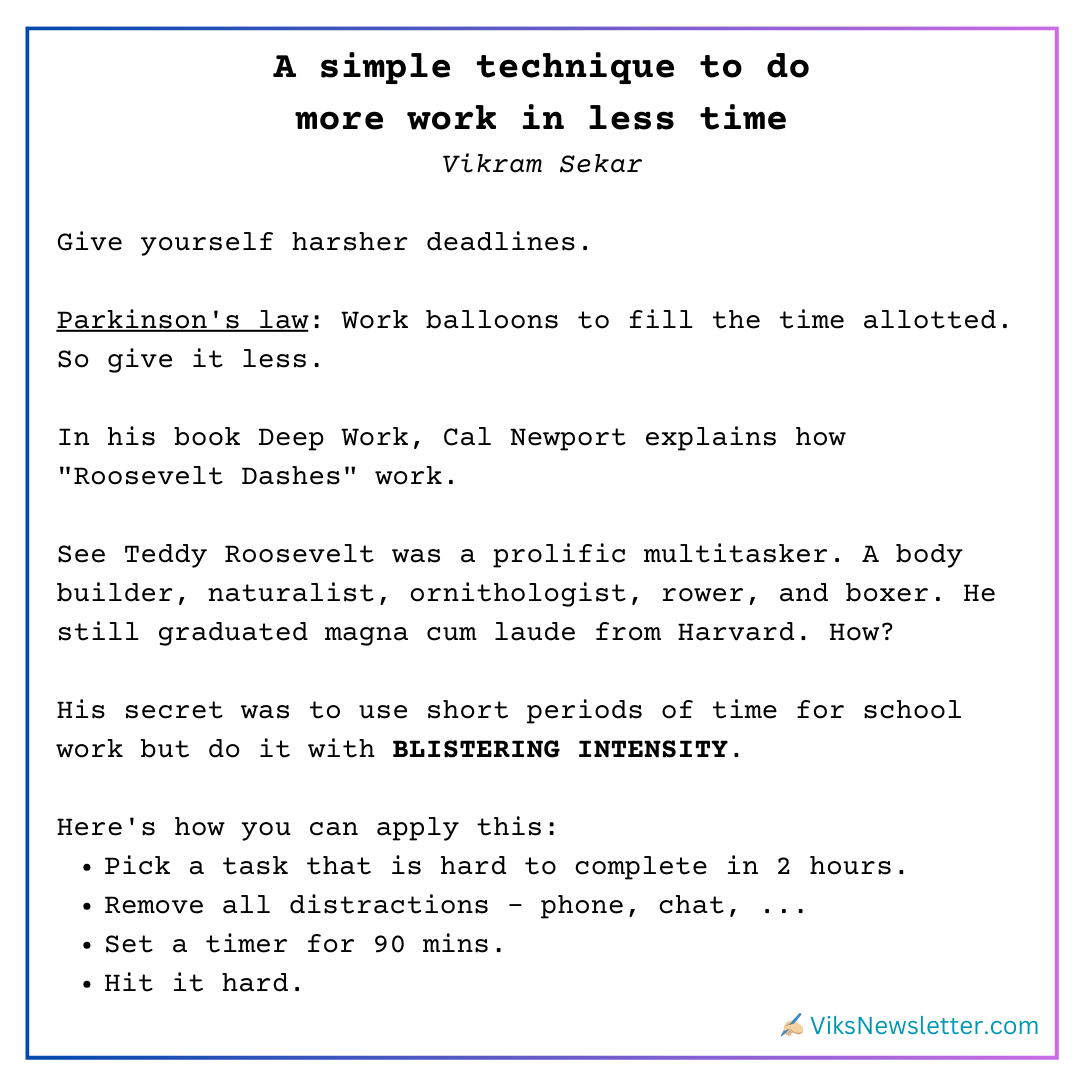 A simple technique to do
more work in less time
Vikram Sekar
Give yourself harsher deadlines.
Parkinson's law: Work balloons to fill the time allotted.
So give it less.
In his book Deep Work, Cal Newport explains how
"Roosevelt Dashes" work.
See Teddy Roosevelt was a prolific multitasker. A body
builder, naturalist, ornithologist, rower, and boxer. He
still graduated magna cum laude from Harvard. How?
His secret was to use short periods of time for school
work but do it with BLISTERING INTENSITY.
Here's how you can apply this:
• Pick a task that is hard to complete in 2 hours.
• Remove all distractions – phone, chat, ...
• Set a timer for 90 mins.
• Hit it hard.
✍🏼 ViksNewsletter.com